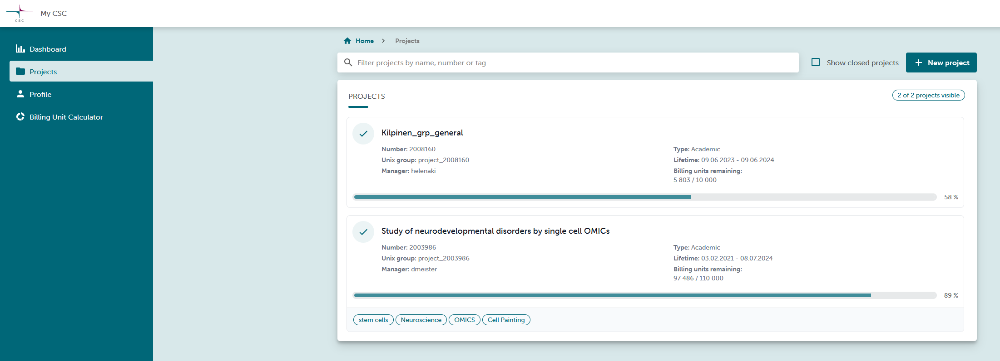 CSC
My CSC
Dashboard
Projects
Profile
Billing Unit Calculator
Home > Projects
Filter projects by name, number or tag
Show closed projects
+ New project
PROJECTS
2 of 2 projects visible
Kilpinen_grp_general
Number: 2008160
Unix group: project_2008160
Manager: helenaki
Type: Academic
Lifetime: 09.06.2023 - 09.06.2024
Billing units remaining:
5 803 / 10 000
58 %
Study of neurodevelopmental disorders by single cell OMICs
Number: 2003986
Unix group: project_2003986
Manager: dmeister
Type: Academic
Lifetime: 03.02.2021 - 08.07.2024
Billing units remaining:
97 486 / 110 000
89 %
stem cells Neuroscience OMICS Cell Painting